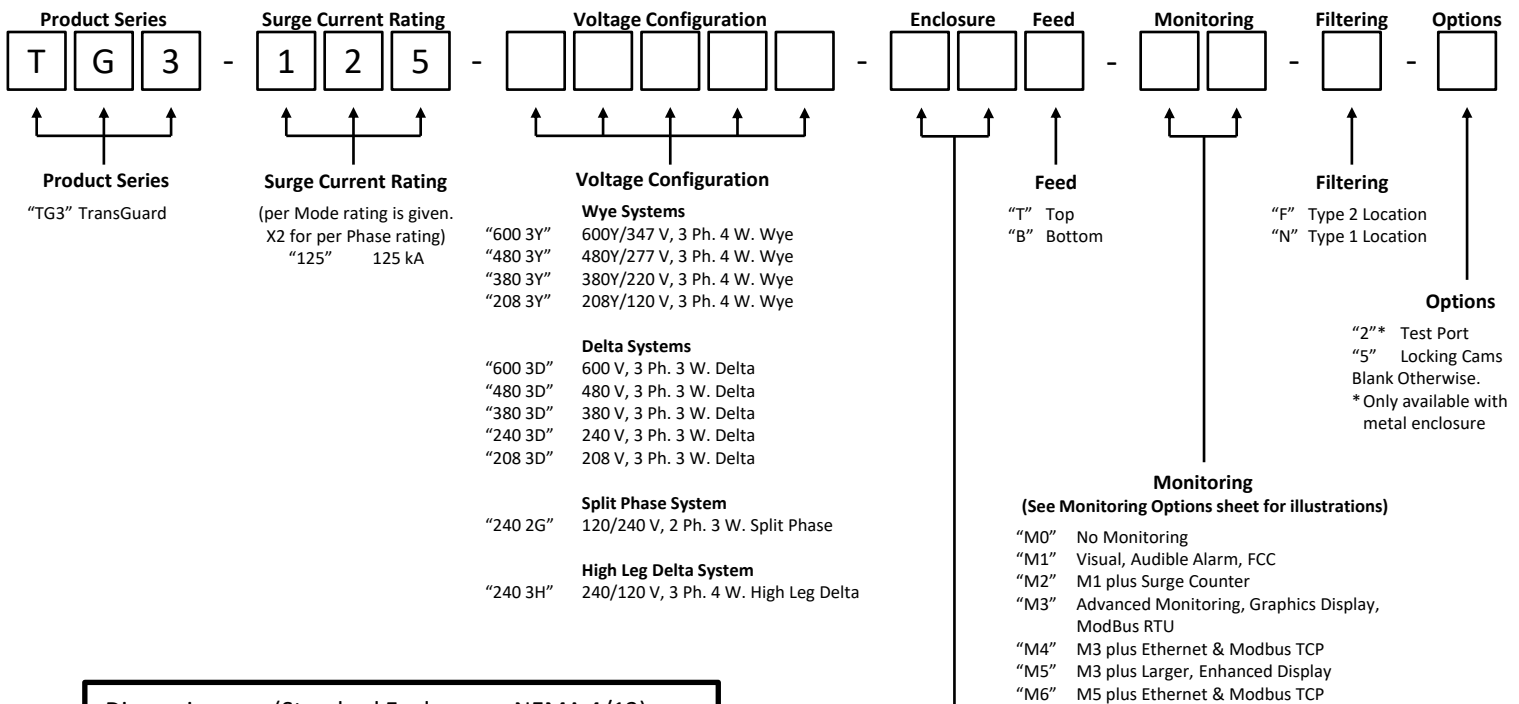 Product Series Surge Current Rating Voltage Configuration Enclosure Feed Monitoring Filtering Options
T G 3 - 1 2 5 - - - - -
Product Series
“TG3” TransGuard
Surge Current Rating
(per Mode rating is given.
X2 for per Phase rating)
“125” 125 kA
Voltage Configuration
Wye Systems
“600 3Y” 600Y/347 V, 3 Ph. 4 W. Wye
“480 3Y” 480Y/277 V, 3 Ph. 4 W. Wye
“380 3Y” 380Y/220 V, 3 Ph. 4 W. Wye
“208 3Y” 208Y/120 V, 3 Ph. 4 W. Wye
Delta Systems
“600 3D” 600 V, 3 Ph. 3 W. Delta
“480 3D” 480 V, 3 Ph. 3 W. Delta
“380 3D” 380 V, 3 Ph. 3 W. Delta
“240 3D” 240 V, 3 Ph. 3 W. Delta
“208 3D” 208 V, 3 Ph. 3 W. Delta
Split Phase System
“240 2G” 120/240 V, 2 Ph. 3 W. Split Phase
High Leg Delta System
“240 3H” 240/120 V, 3 Ph. 4 W. High Leg Delta
Feed
“T” Top
“B” Bottom
Filtering
“F” Type 2 Location
“N” Type 1 Location
Options
“2”* Test Port
“5” Locking Cams
Blank Otherwise.
* Only available with
metal enclosure
Monitoring
(See Monitoring Options sheet for illustrations)
“M0” No Monitoring
“M1” Visual, Audible Alarm, FCC
“M2” M1 plus Surge Counter
“M3” Advanced Monitoring, Graphics Display,
ModBus RTU
“M4” M3 plus Ethernet & Modbus TCP
“M5” M3 plus Larger, Enhanced Display
“M6” M5 plus Ethernet & Modbus TCP